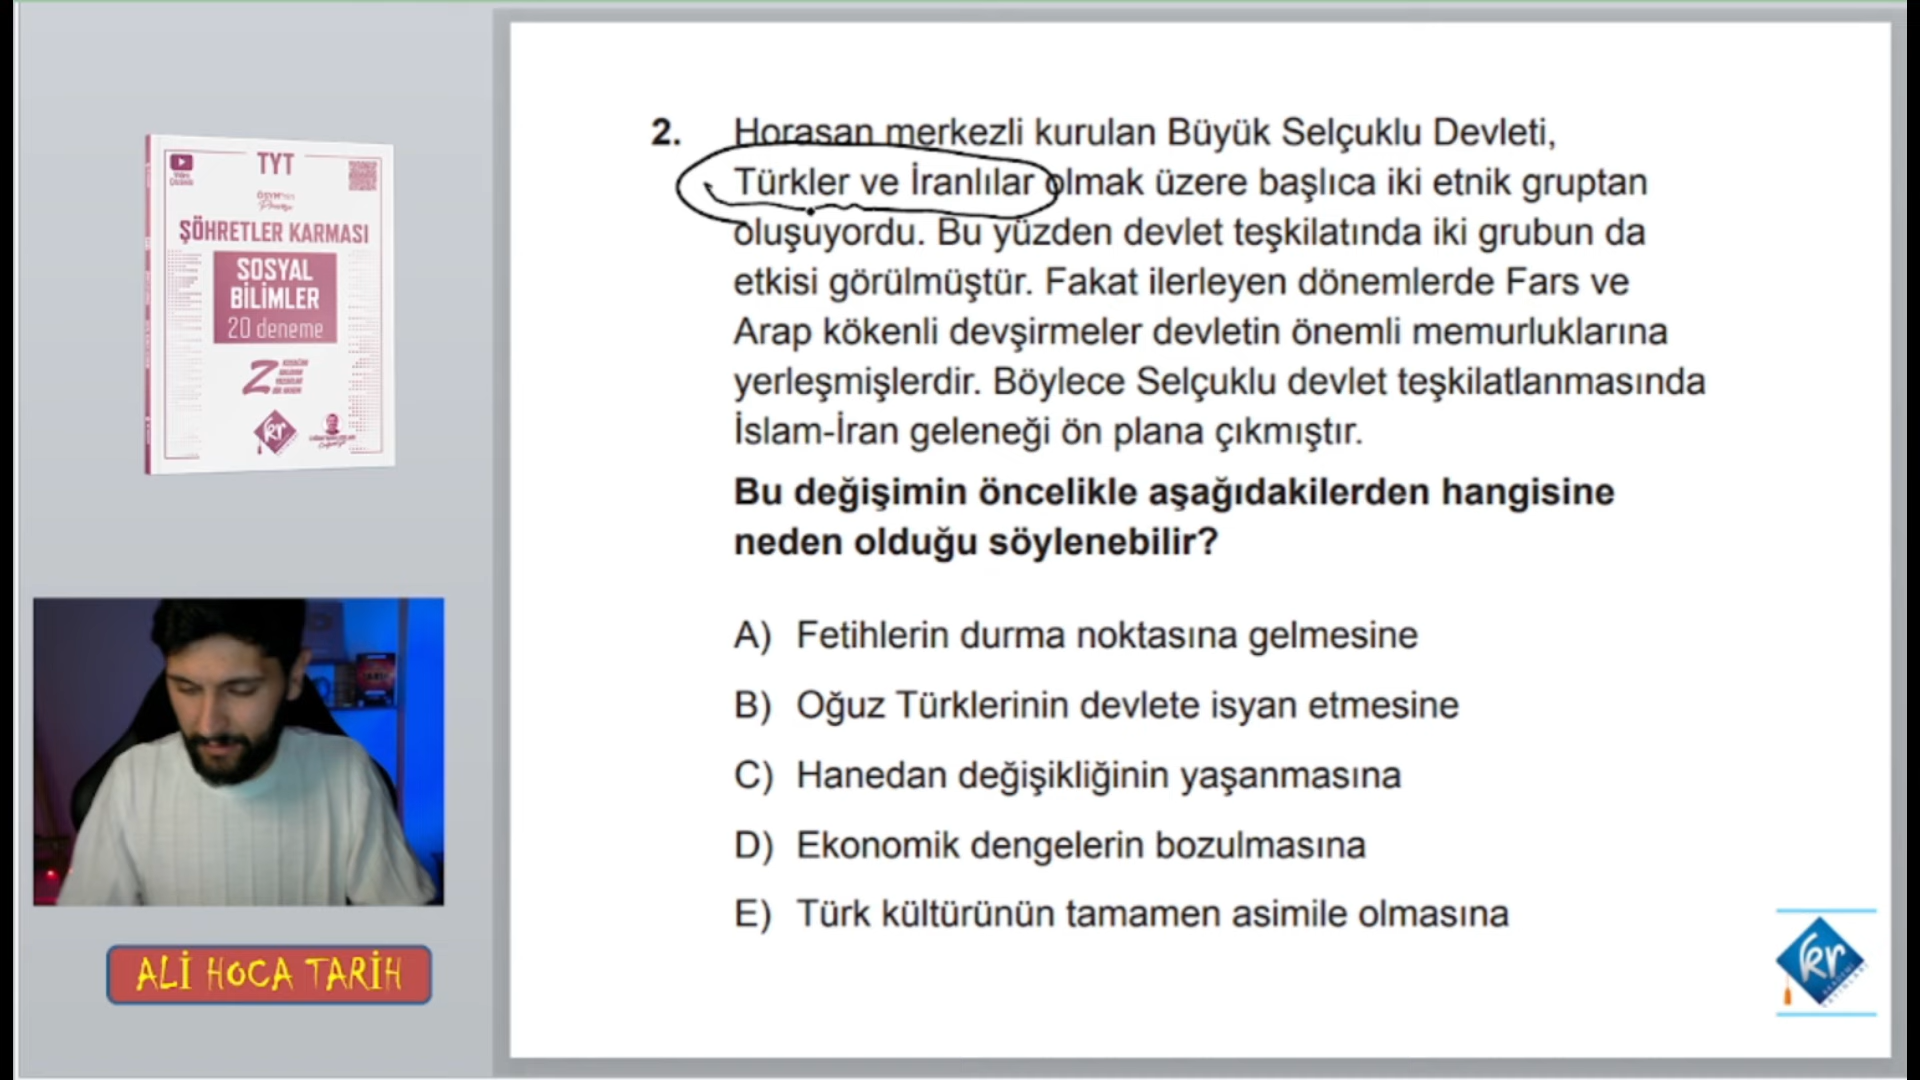 TYT
ÖSYM'nin
ŞÖHRETLER KARMASI
SOSYAL
BİLİMLER
20 deneme
kr
ALİ HOCA TARİH
2. Horasan merkezli kurulan Büyük Selçuklu Devleti,
Türkler ve İranlılar olmak üzere başlıca iki etnik gruptan
oluşuyordu. Bu yüzden devlet teşkilatında iki grubun da
etkisi görülmüştür. Fakat ilerleyen dönemlerde Fars ve
Arap kökenli devşirmeler devletin önemli memurluklarına
yerleşmişlerdir. Böylece Selçuklu devlet teşkilatlanmasında
İslam-İran geleneği ön plana çıkmıştır.
Bu değişimin öncelikle aşağıdakilerden hangisine
neden olduğu söylenebilir?
A) Fetihlerin durma noktasına gelmesine
B) Oğuz Türklerinin devlete isyan etmesine
C) Hanedan değişikliğinin yaşanmasına
D) Ekonomik dengelerin bozulmasına
E) Türk kültürünün tamamen asimile olmasına
kr